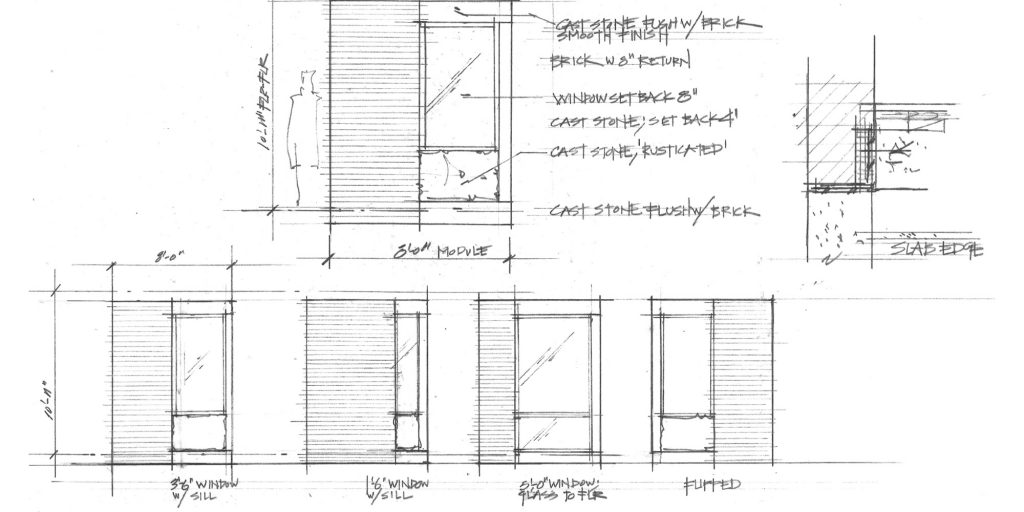 CAST STONE FLUSH W/ BRICK
SMOOTH FINISH
BRICK W 8" RETURN
WINDOW SET BACK 8"
CAST STONE, SET BACK 4"
CAST STONE, 'RUSTICATED'
CAST STONE FLUSH W/ BRICK
10'-11" FLR-FLR
8'-0" MODULE
SLAB EDGE
8'-0"
10'-11"
3'6" WINDOW
W/ SILL
1'6" WINDOW
W/ SILL
5'-0" WINDOW:
GLASS TO FLR
FLIPPED